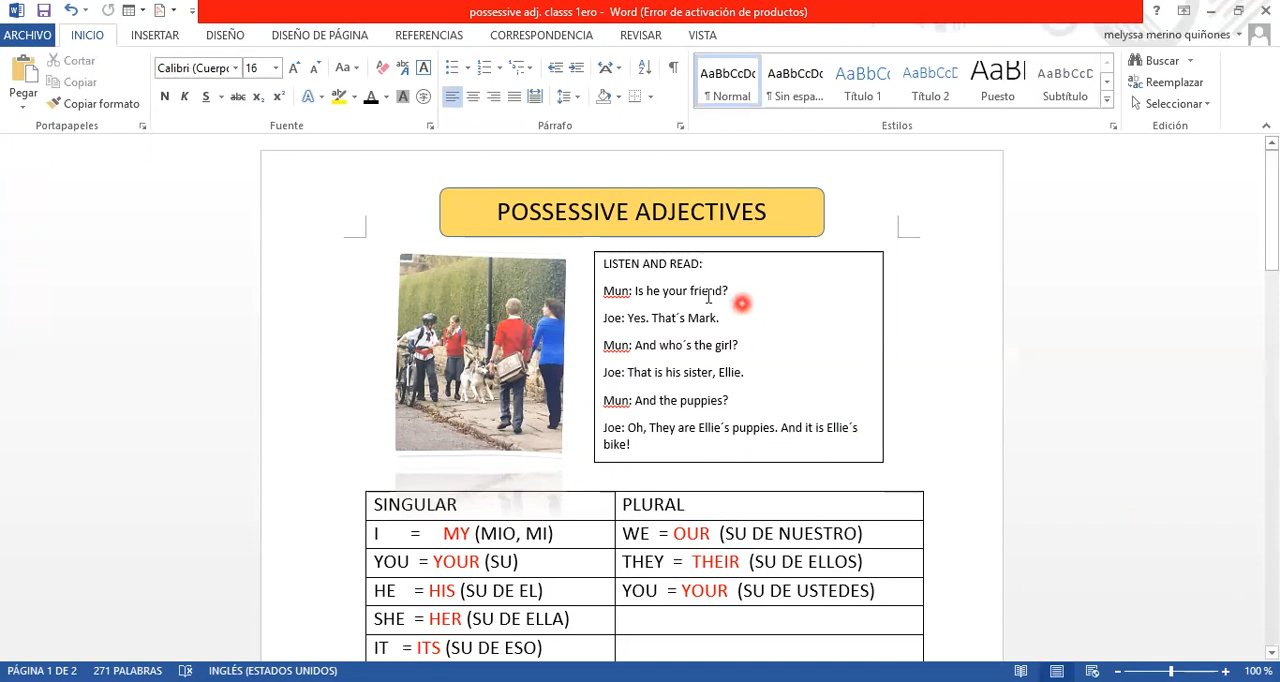 possessive adj. classs 1ero - Word (Error de activación de productos)
ARCHIVO INICIO INSERTAR DISEÑO DISEÑO DE PÁGINA REFERENCIAS CORRESPONDENCIA REVISAR VISTA melyssa merino quiñones
Pegar
Cortar
Copiar
Copiar formato
Portapapeles
Calibri (Cuerpo 16
Fuente
Párrafo
AaBbCcDc AaBbCcDc AaBbCc AaBbCcC AaBl AaBbCcC
¶ Normal ¶ Sin espa... Título 1 Título 2 Puesto Subtítulo
Estilos
Buscar
Reemplazar
Seleccionar
Edición
POSSESSIVE ADJECTIVES
LISTEN AND READ:
Mun: Is he your friend?
Joe: Yes. That´s Mark.
Mun: And who´s the girl?
Joe: That is his sister, Ellie.
Mun: And the puppies?
Joe: Oh, They are Ellie´s puppies. And it is Ellie´s
bike!
SINGULAR PLURAL
I = MY (MIO, MI) WE = OUR (SU DE NUESTRO)
YOU = YOUR (SU) THEY = THEIR (SU DE ELLOS)
HE = HIS (SU DE EL) YOU = YOUR (SU DE USTEDES)
SHE = HER (SU DE ELLA)
IT = ITS (SU DE ESO)
PÁGINA 1 DE 2 271 PALABRAS INGLÉS (ESTADOS UNIDOS) 100 %